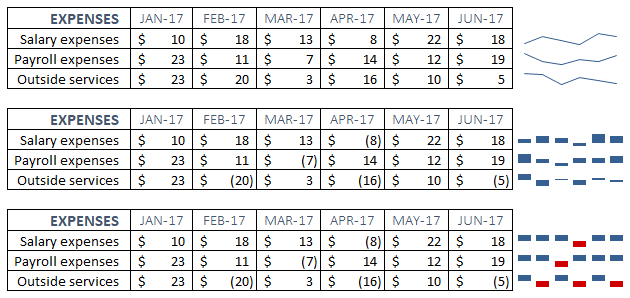 EXPENSES JAN-17 FEB-17 MAR-17 APR-17 MAY-17 JUN-17
Salary expenses $ 10 $ 18 $ 13 $ 8 $ 22 $ 18
Payroll expenses $ 23 $ 11 $ 7 $ 14 $ 12 $ 19
Outside services $ 23 $ 20 $ 3 $ 16 $ 10 $ 5
EXPENSES JAN-17 FEB-17 MAR-17 APR-17 MAY-17 JUN-17
Salary expenses $ 10 $ 18 $ 13 $ (8) $ 22 $ 18
Payroll expenses $ 23 $ 11 $ (7) $ 14 $ 12 $ 19
Outside services $ 23 $ (20) $ 3 $ (16) $ 10 $ (5)
EXPENSES JAN-17 FEB-17 MAR-17 APR-17 MAY-17 JUN-17
Salary expenses $ 10 $ 18 $ 13 $ (8) $ 22 $ 18
Payroll expenses $ 23 $ 11 $ (7) $ 14 $ 12 $ 19
Outside services $ 23 $ (20) $ 3 $ (16) $ 10 $ (5)